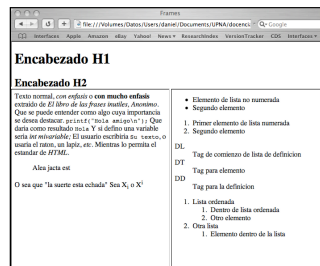 Frames
file:///Volumes/Datos/Users/daniel/Documents/UPNA/docenci
Google
Interfaces Apple Amazon eBay Yahoo! News ResearchIndex VersionTracker CDS Interfaces
Encabezado H1
Encabezado H2
Texto normal, con enfasis o con mucho enfasis
extraido de El libro de las frases inutiles, Anonimo.
Que se puede entender como algo cuya importancia
se desea destacar. printf("Hola amigo\n"); Que
daria como resultado Hola Y si defino una variable
seria int mivariable; El usuario escribiria Su texto, o
usaria el raton, un lapiz, etc. Mientras lo permita el
estandar de HTML.
Alea jacta est
O sea que "la suerte esta echada" Sea Xi o Xi
Elemento de lista no numerada
Segundo elemento
1. Primer elemento de lista numerada
2. Segundo elemento
DL
Tag de comienzo de lista de definicion
DT
Tag para elemento
DD
Tag para la definicion
1. Lista ordenada
1. Dentro de lista ordenada
2. Otro elemento
2. Otra lista
1. Elemento dentro de la lista